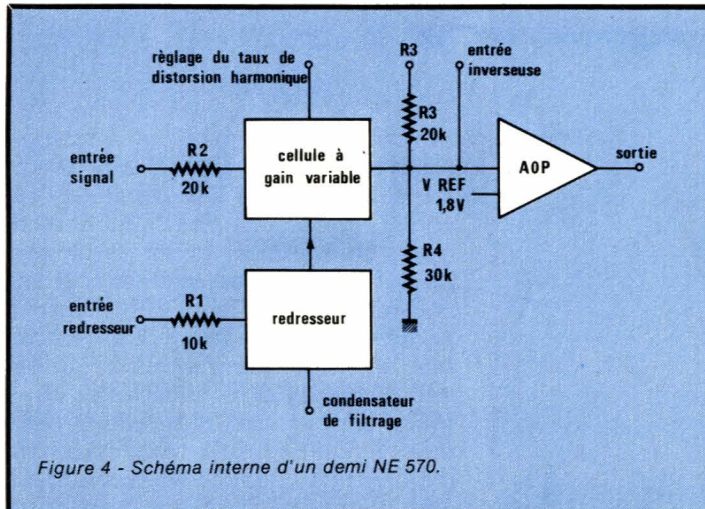 règlage du taux de
distorsion harmonique
R3
entrée
inverseuse
R3
20k
entrée
signal
R2
20k
cellule à
gain variable
V REF
1,8V
AOP
sortie
R4
30k
entrée
redresseur
R1
10k
redresseur
condensateur
de filtrage
Figure 4 - Schéma interne d'un demi NE 570.